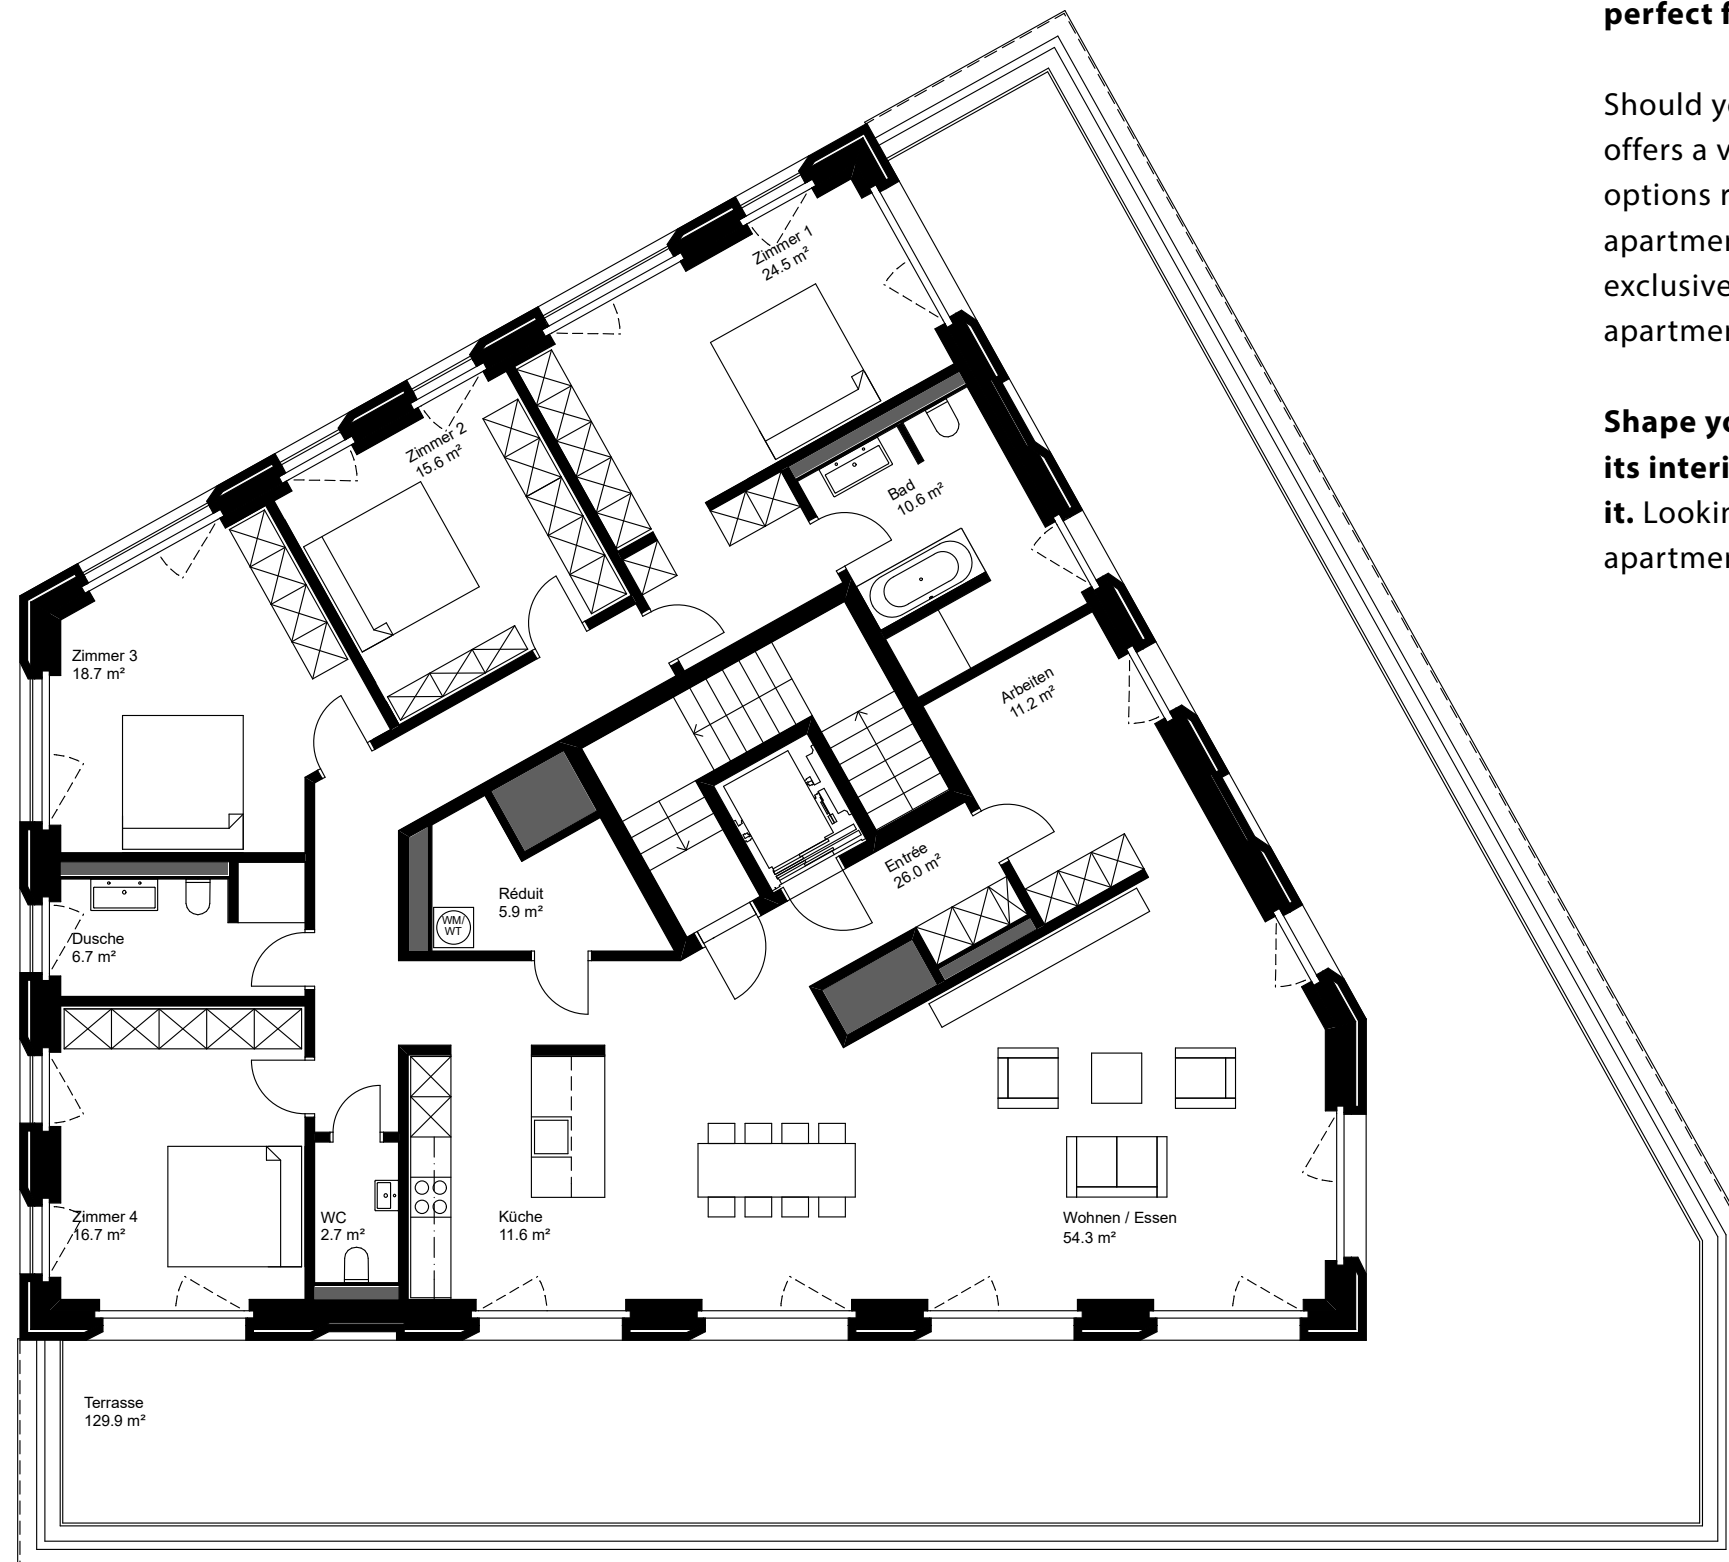 perfect
Should
offers a
options
apartmen
exclusive
apartmen
Shape
its interi
it. Lookin
apartmen
Zimmer 1
24.5 m²
Zimmer 2
15.6 m²
Bad
10.6 m²
Zimmer 3
18.7 m²
Arbeiten
11.2 m²
Entrée
26.0 m²
Réduit
5.9 m²
WM/
WT
Dusche
6.7 m²
Zimmer 4
16.7 m²
WC
2.7 m²
Küche
11.6 m²
Wohnen / Essen
54.3 m²
Terrasse
129.9 m²